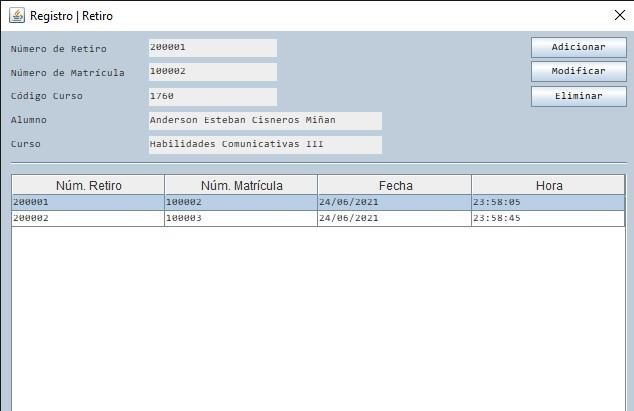 Registro | Retiro
Número de Retiro 200001 Adicionar
Número de Matrícula 100002 Modificar
Código Curso 1760 Eliminar
Alumno Anderson Esteban Cisneros Miñan
Curso Habilidades Comunicativas III
Núm. Retiro Núm. Matrícula Fecha Hora
200001 100002 24/06/2021 23:58:05
200002 100003 24/06/2021 23:58:45